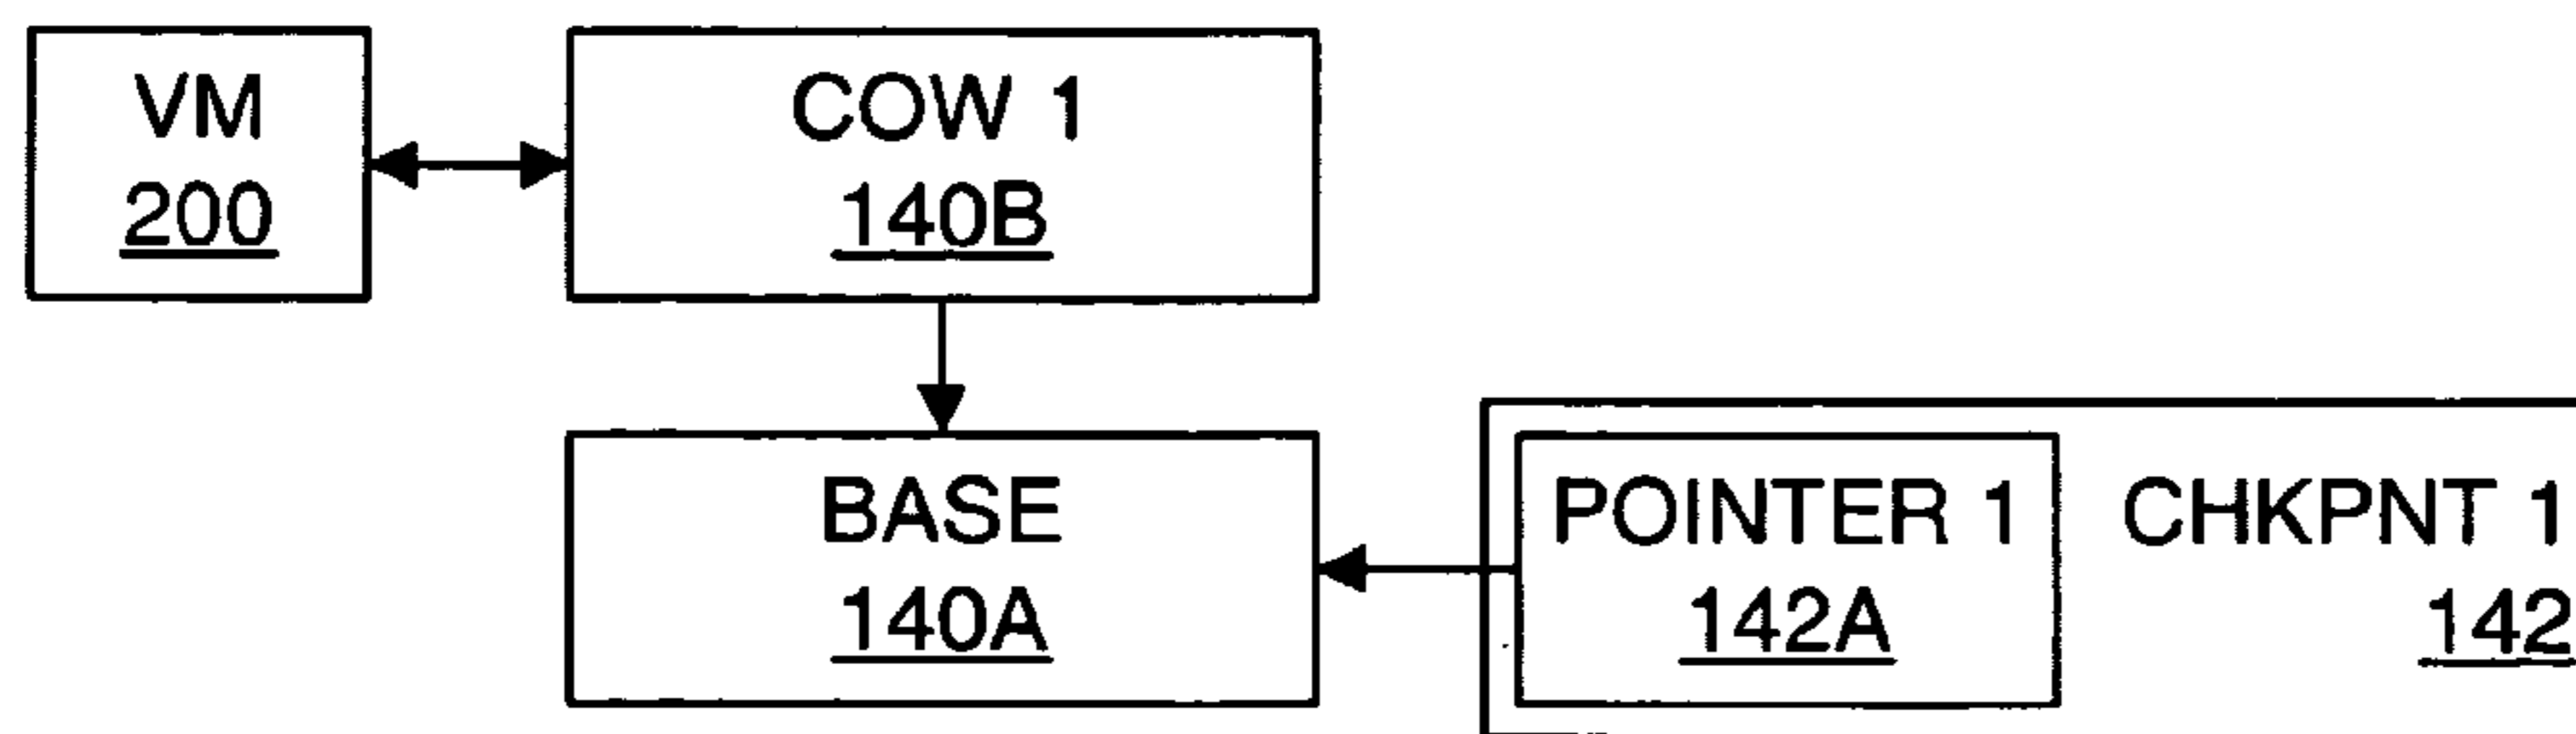 VM
200
COW 1
140B
BASE
140A
POINTER 1
142A
CHKPNT 1
142